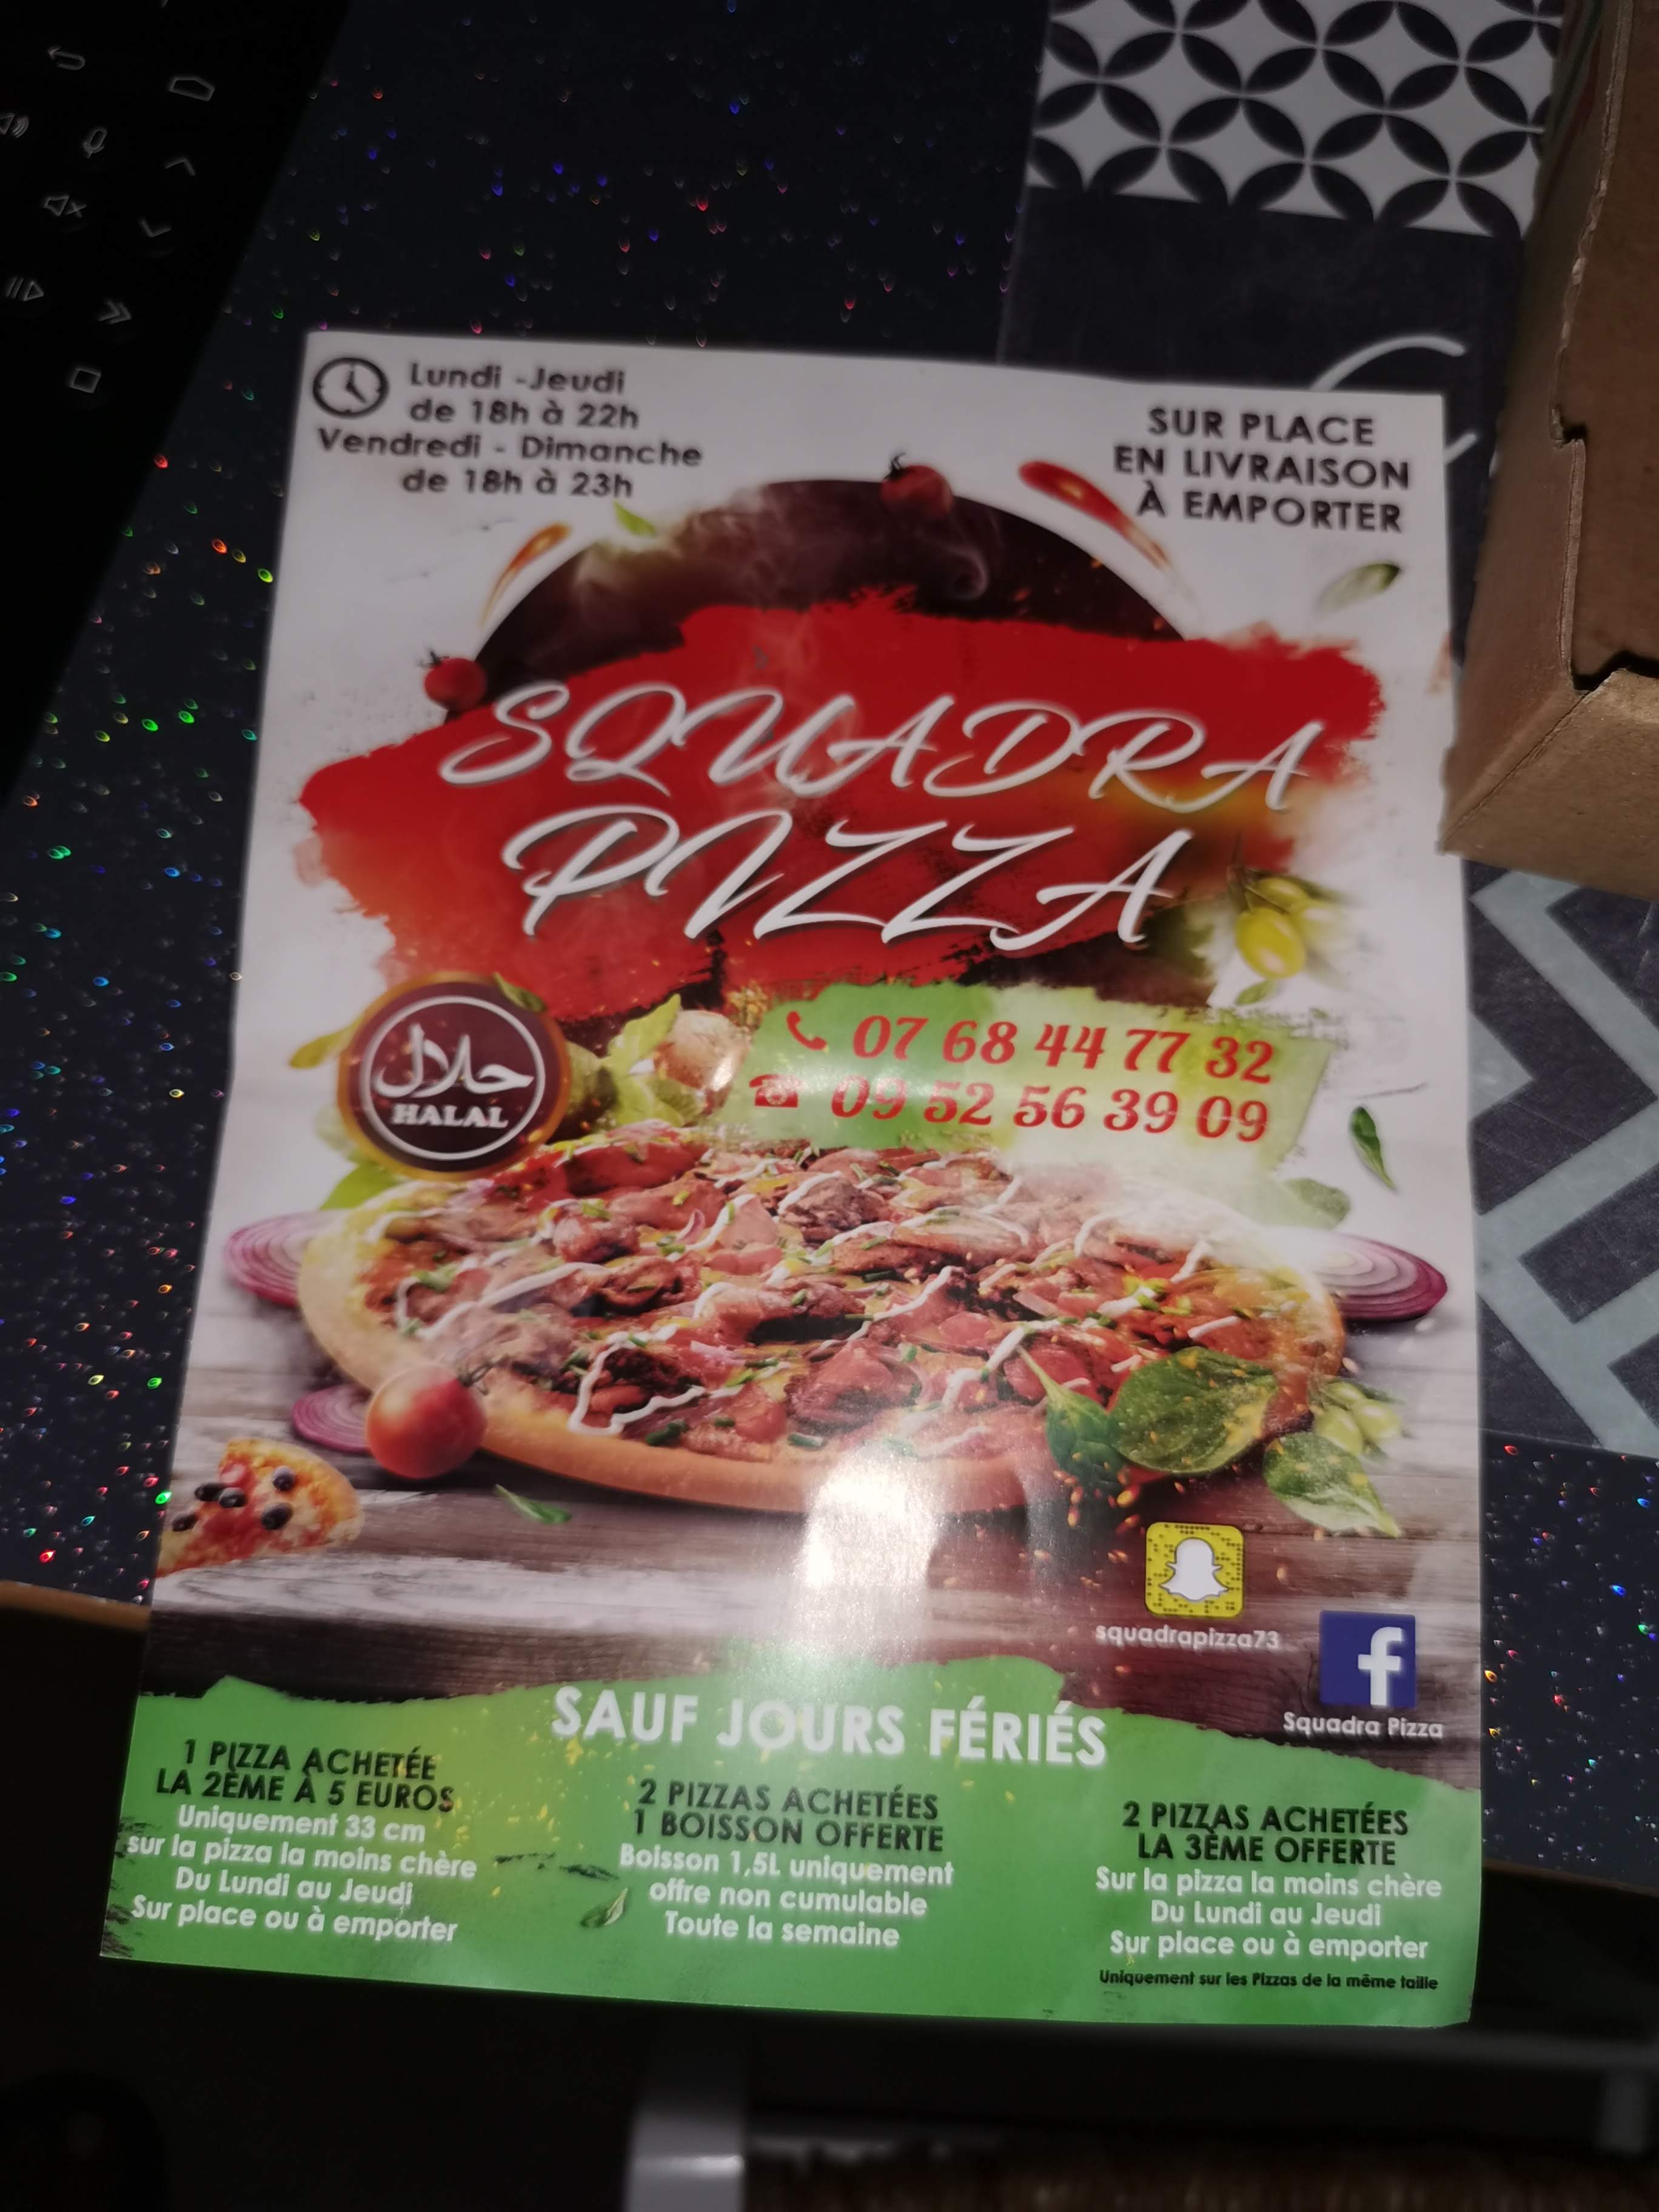 Lundi -Jeudi
de 18h à 22h
Vendredi - Dimanche
de 18h à 23h
SUR PLACE
EN LIVRAISON
À EMPORTER
SQUADRA
PIZZA
حلال
HALAL
07 68 44 77 32
09 52 56 39 09
squadrapizza73
f
Squadra Pizza
SAUF JOURS FÉRIÉS
1 PIZZA ACHETÉE
LA 2ÈME À 5 EUROS
Uniquement 33 cm
sur la pizza la moins chère
Du Lundi au Jeudi
Sur place ou à emporter
2 PIZZAS ACHETÉES
1 BOISSON OFFERTE
Boisson 1,5L uniquement
offre non cumulable
Toute la semaine
2 PIZZAS ACHETÉES
LA 3ÈME OFFERTE
Sur la pizza la moins chère
Du Lundi au Jeudi
Sur place ou à emporter
Uniquement sur les Pizzas de la même taille